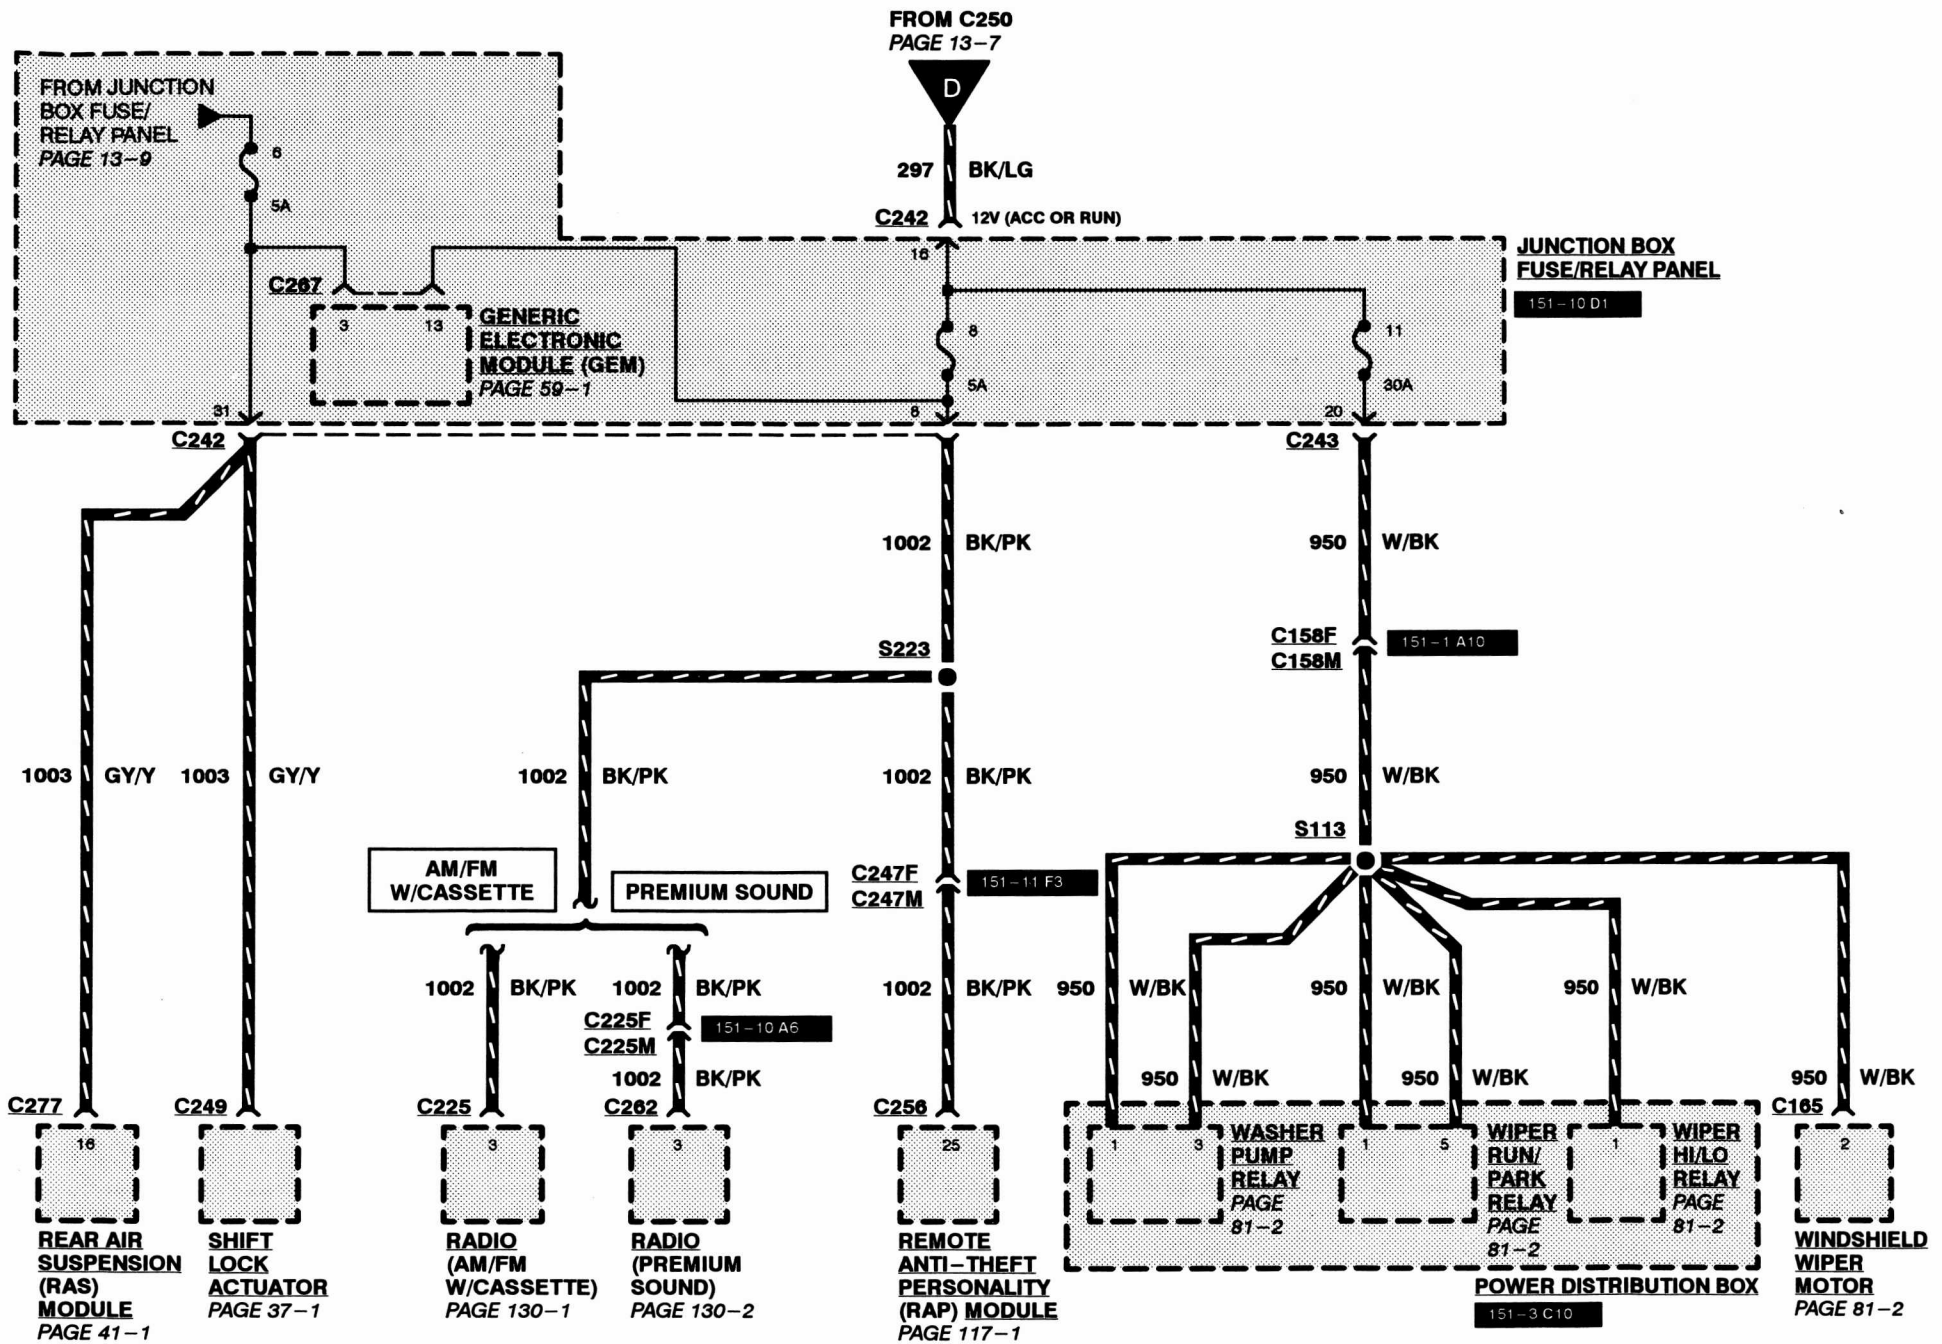 FROM C250
PAGE 13-7
D
FROM JUNCTION
BOX FUSE/
RELAY PANEL
PAGE 13-9
6
5A
297 BK/LG
C242 12V (ACC OR RUN)
16
JUNCTION BOX
FUSE/RELAY PANEL
151-10 D1
C267
3 13
GENERIC
ELECTRONIC
MODULE (GEM)
PAGE 59-1
8
5A
11
30A
31
6
20
C242
C243
1002 BK/PK
950 W/BK
S223
C158F
C158M
151-1 A10
1003 GY/Y
1003 GY/Y
1002 BK/PK
1002 BK/PK
950 W/BK
S113
AM/FM
W/CASSETTE
PREMIUM SOUND
C247F
C247M
151-11 F3
1002 BK/PK
1002 BK/PK
1002 BK/PK
950 W/BK
950 W/BK
950 W/BK
C225F
C225M
151-10 A6
1002 BK/PK
950 W/BK
950 W/BK
950 W/BK
C277
C249
C225
C262
C256
C165
16
3
3
25
1 3
1 5
1
2
WASHER
PUMP
RELAY
PAGE
81-2
WIPER
RUN/
PARK
RELAY
PAGE
81-2
WIPER
HI/LO
RELAY
PAGE
81-2
REAR AIR
SUSPENSION
(RAS)
MODULE
PAGE 41-1
SHIFT
LOCK
ACTUATOR
PAGE 37-1
RADIO
(AM/FM
W/CASSETTE)
PAGE 130-1
RADIO
(PREMIUM
SOUND)
PAGE 130-2
REMOTE
ANTI-THEFT
PERSONALITY
(RAP) MODULE
PAGE 117-1
POWER DISTRIBUTION BOX
151-3 C10
WINDSHIELD
WIPER
MOTOR
PAGE 81-2